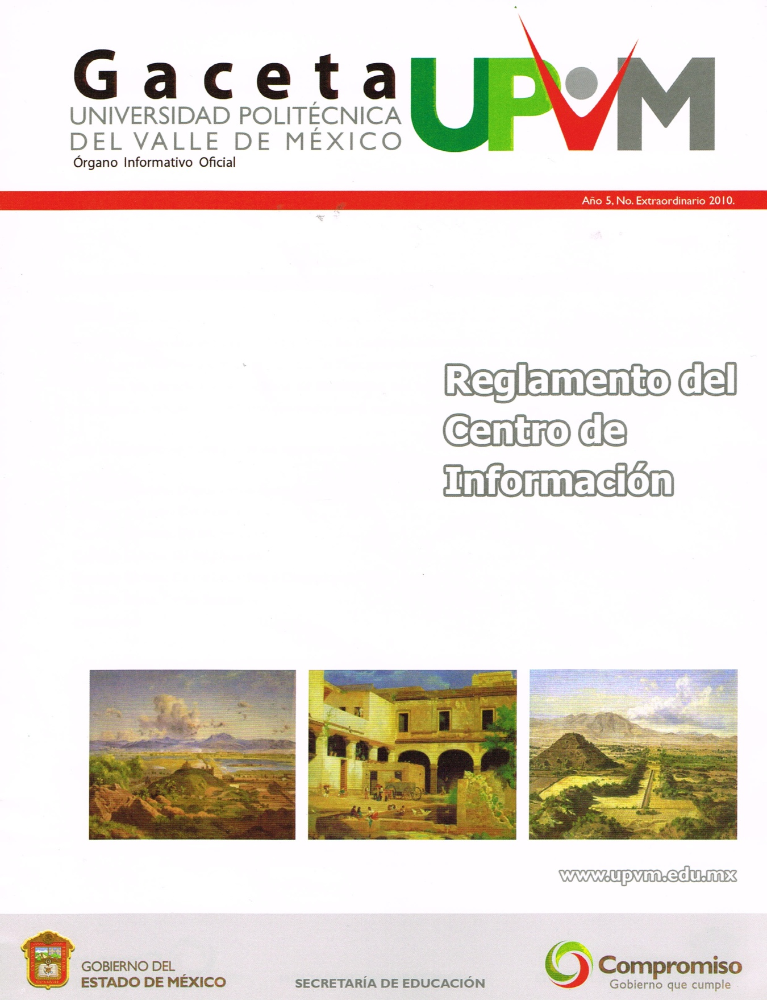 Gaceta
UNIVERSIDAD POLITÉCNICA
DEL VALLE DE MÉXICO
Órgano Informativo Oficial
UPVM
Año 5, No. Extraordinario 2010.
Reglamento del
Centro de
Información
www.upvm.edu.mx
GOBIERNO DEL
ESTADO DE MÉXICO
SECRETARÍA DE EDUCACIÓN
Compromiso
Gobierno que cumple